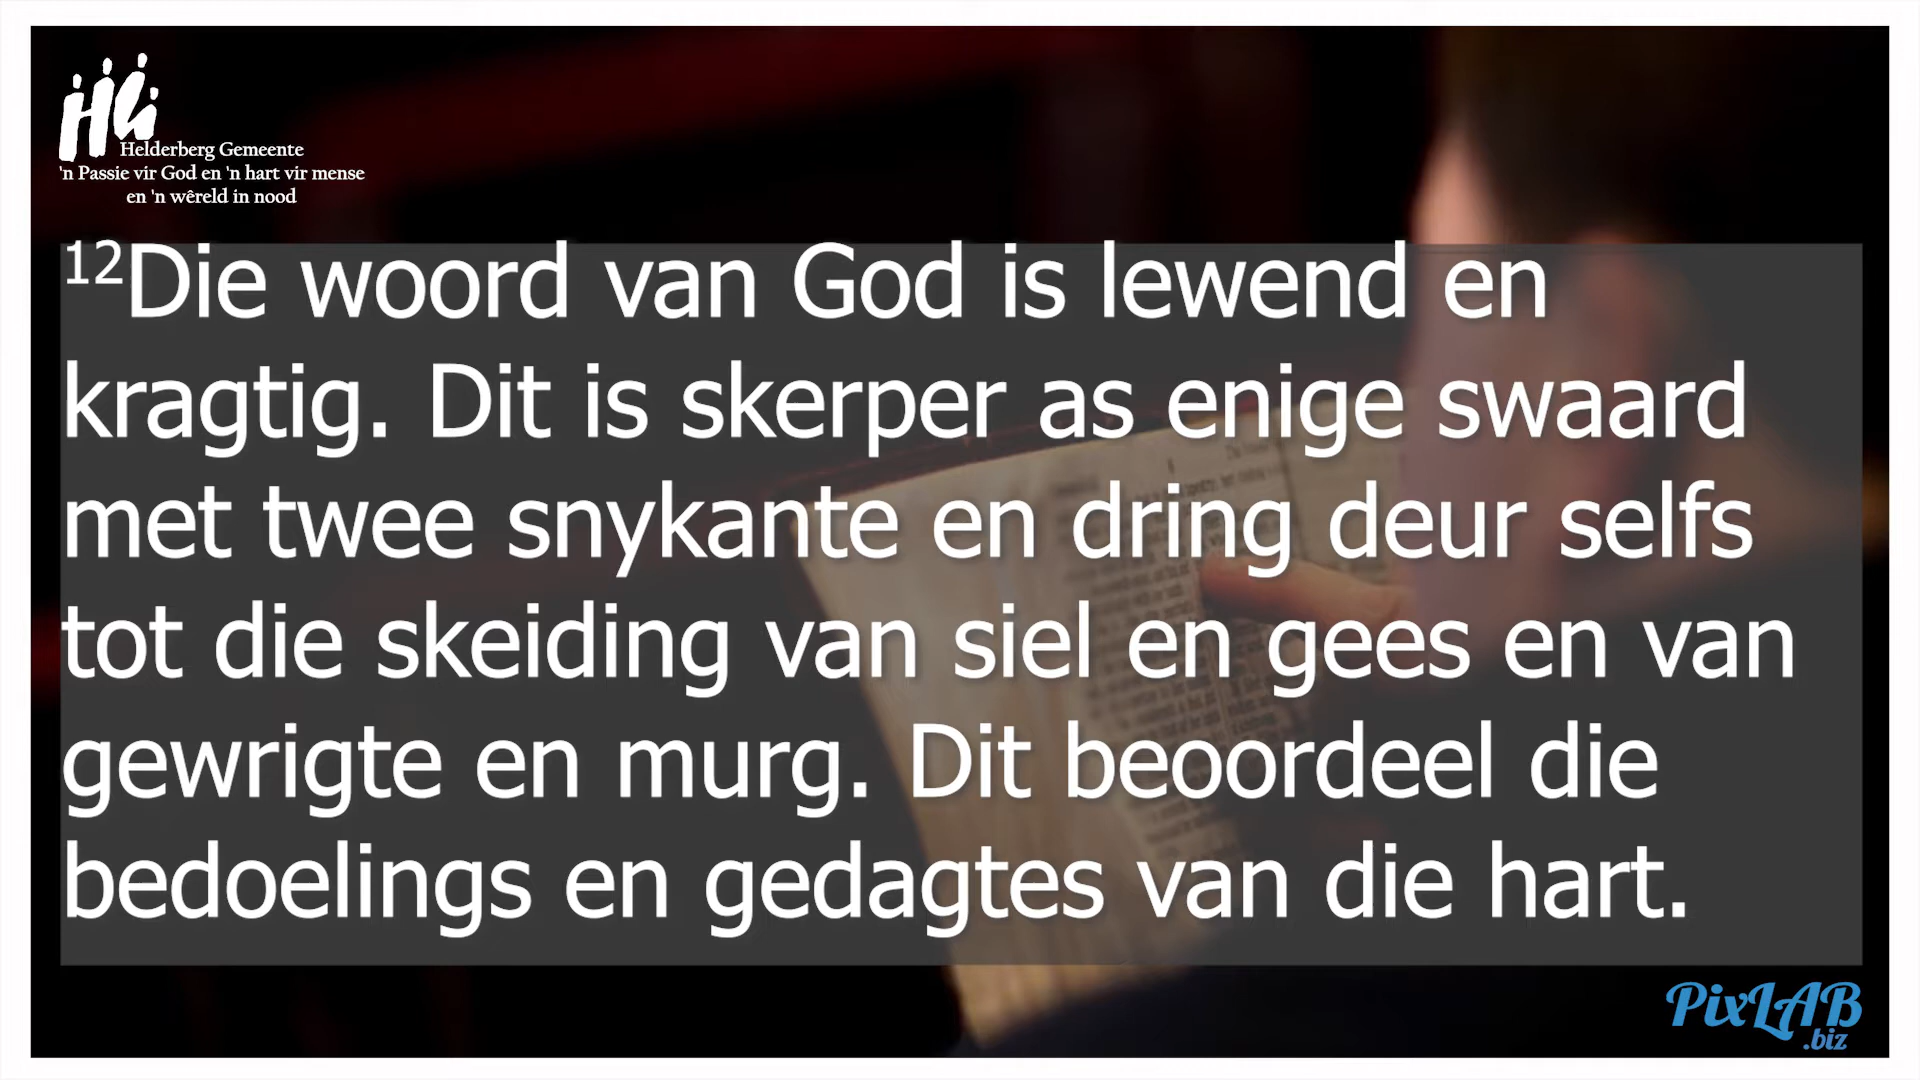 HG
Helderberg Gemeente
'n Passie vir God en 'n hart vir mense
en 'n wêreld in nood
12Die woord van God is lewend en
kragtig. Dit is skerper as enige swaard
met twee snykante en dring deur selfs
tot die skeiding van siel en gees en van
gewrigte en murg. Dit beoordeel die
bedoelings en gedagtes van die hart.
PixLAB
.biz